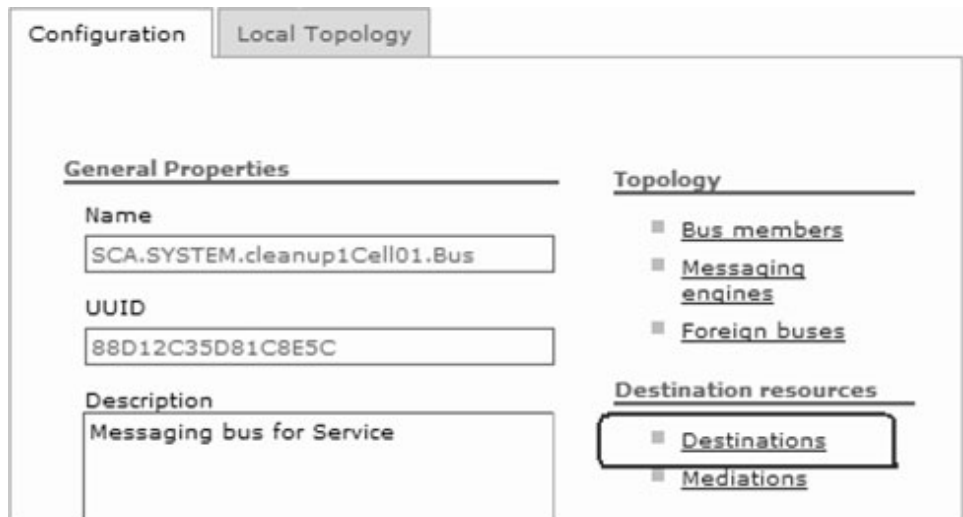 Configuration
Local Topology
General Properties
Name
SCA.SYSTEM.cleanup1Cell01.Bus
UUID
88D12C35D81C8E5C
Description
Messaging bus for Service
Topology
Bus members
Messaging
engines
Foreign buses
Destination resources
Destinations
Mediations